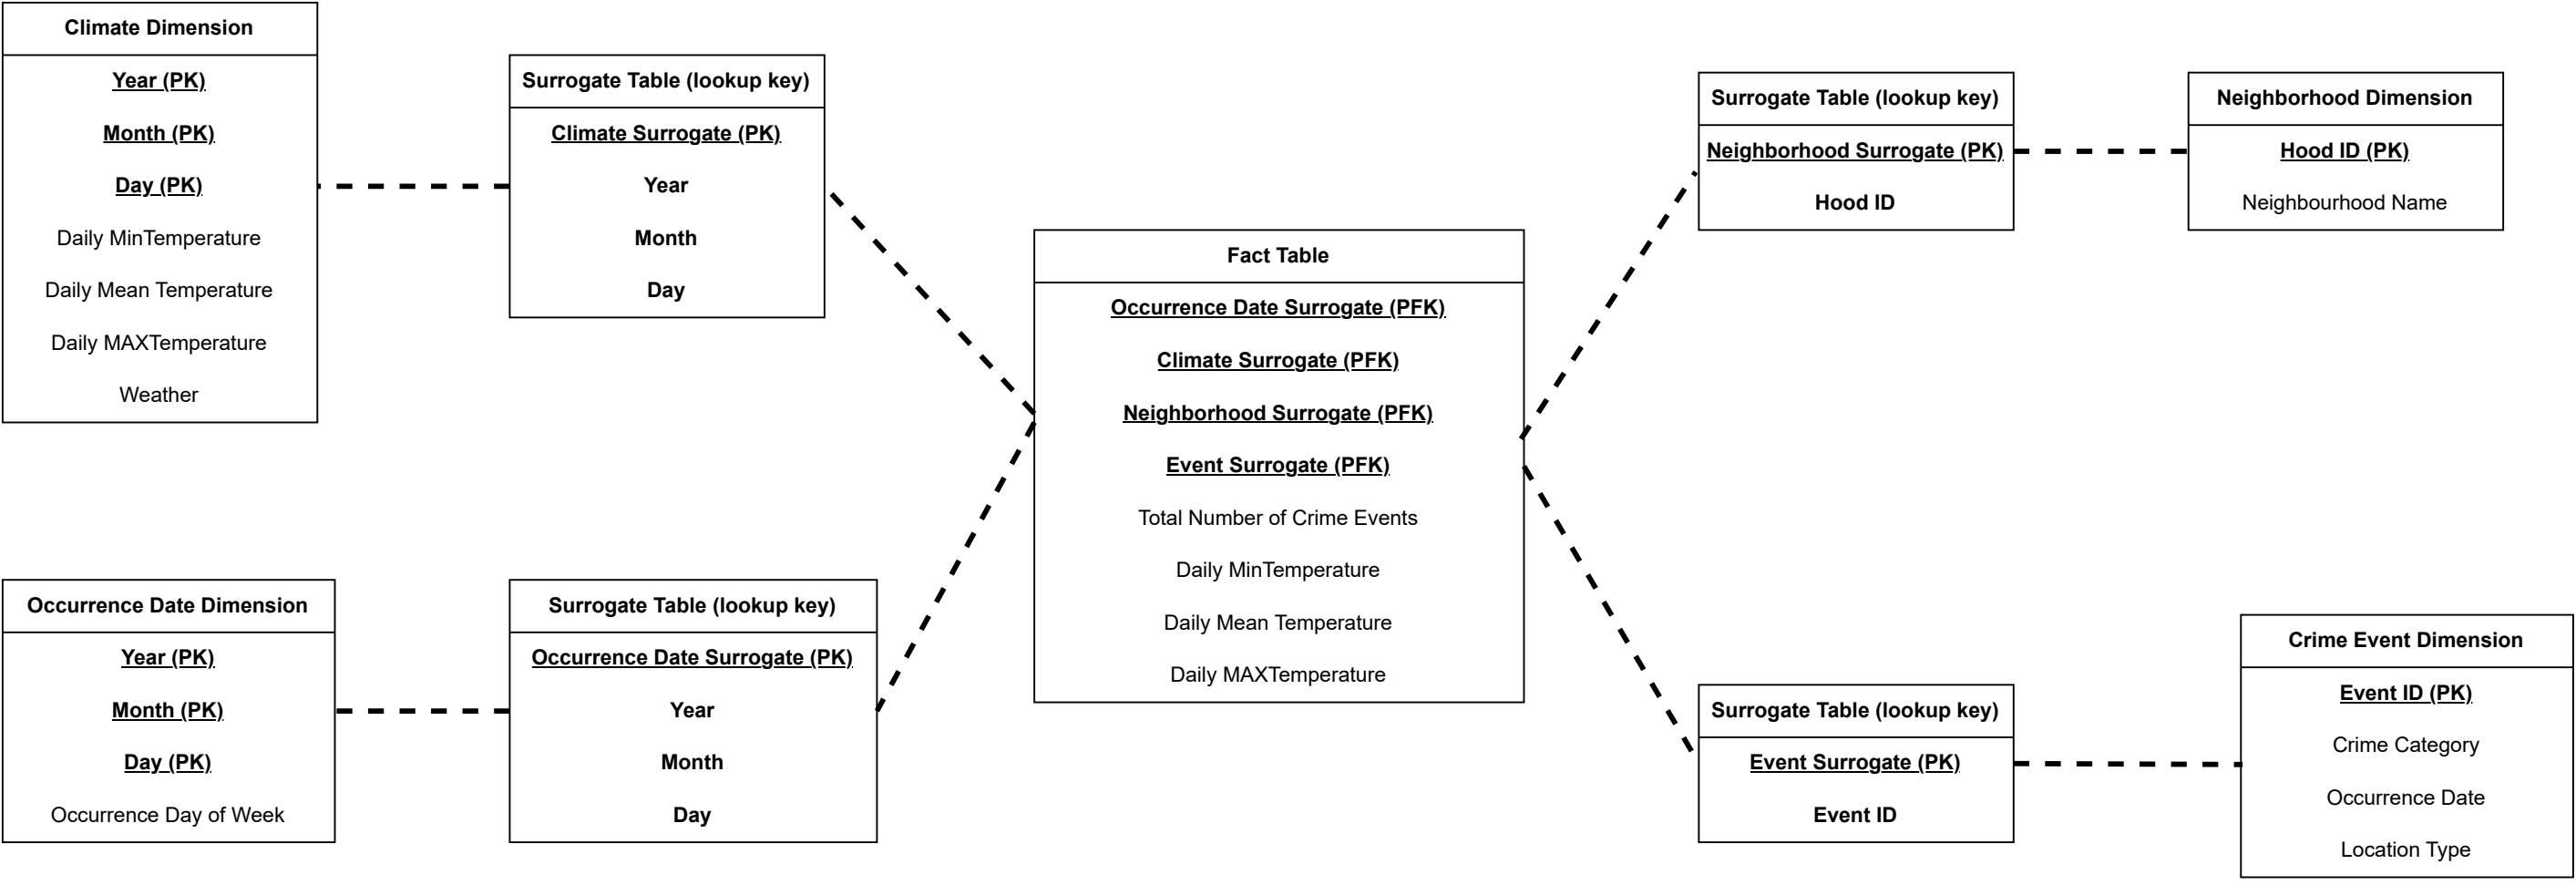 Climate Dimension
Year (PK)
Month (PK)
Day (PK)
Daily MinTemperature
Daily Mean Temperature
Daily MAXTemperature
Weather
Surrogate Table (lookup key)
Climate Surrogate (PK)
Year
Month
Day
Occurrence Date Dimension
Year (PK)
Month (PK)
Day (PK)
Occurrence Day of Week
Surrogate Table (lookup key)
Occurrence Date Surrogate (PK)
Year
Month
Day
Fact Table
Occurrence Date Surrogate (PFK)
Climate Surrogate (PFK)
Neighborhood Surrogate (PFK)
Event Surrogate (PFK)
Total Number of Crime Events
Daily MinTemperature
Daily Mean Temperature
Daily MAXTemperature
Surrogate Table (lookup key)
Neighborhood Surrogate (PK)
Hood ID
Neighborhood Dimension
Hood ID (PK)
Neighbourhood Name
Surrogate Table (lookup key)
Event Surrogate (PK)
Event ID
Crime Event Dimension
Event ID (PK)
Crime Category
Occurrence Date
Location Type